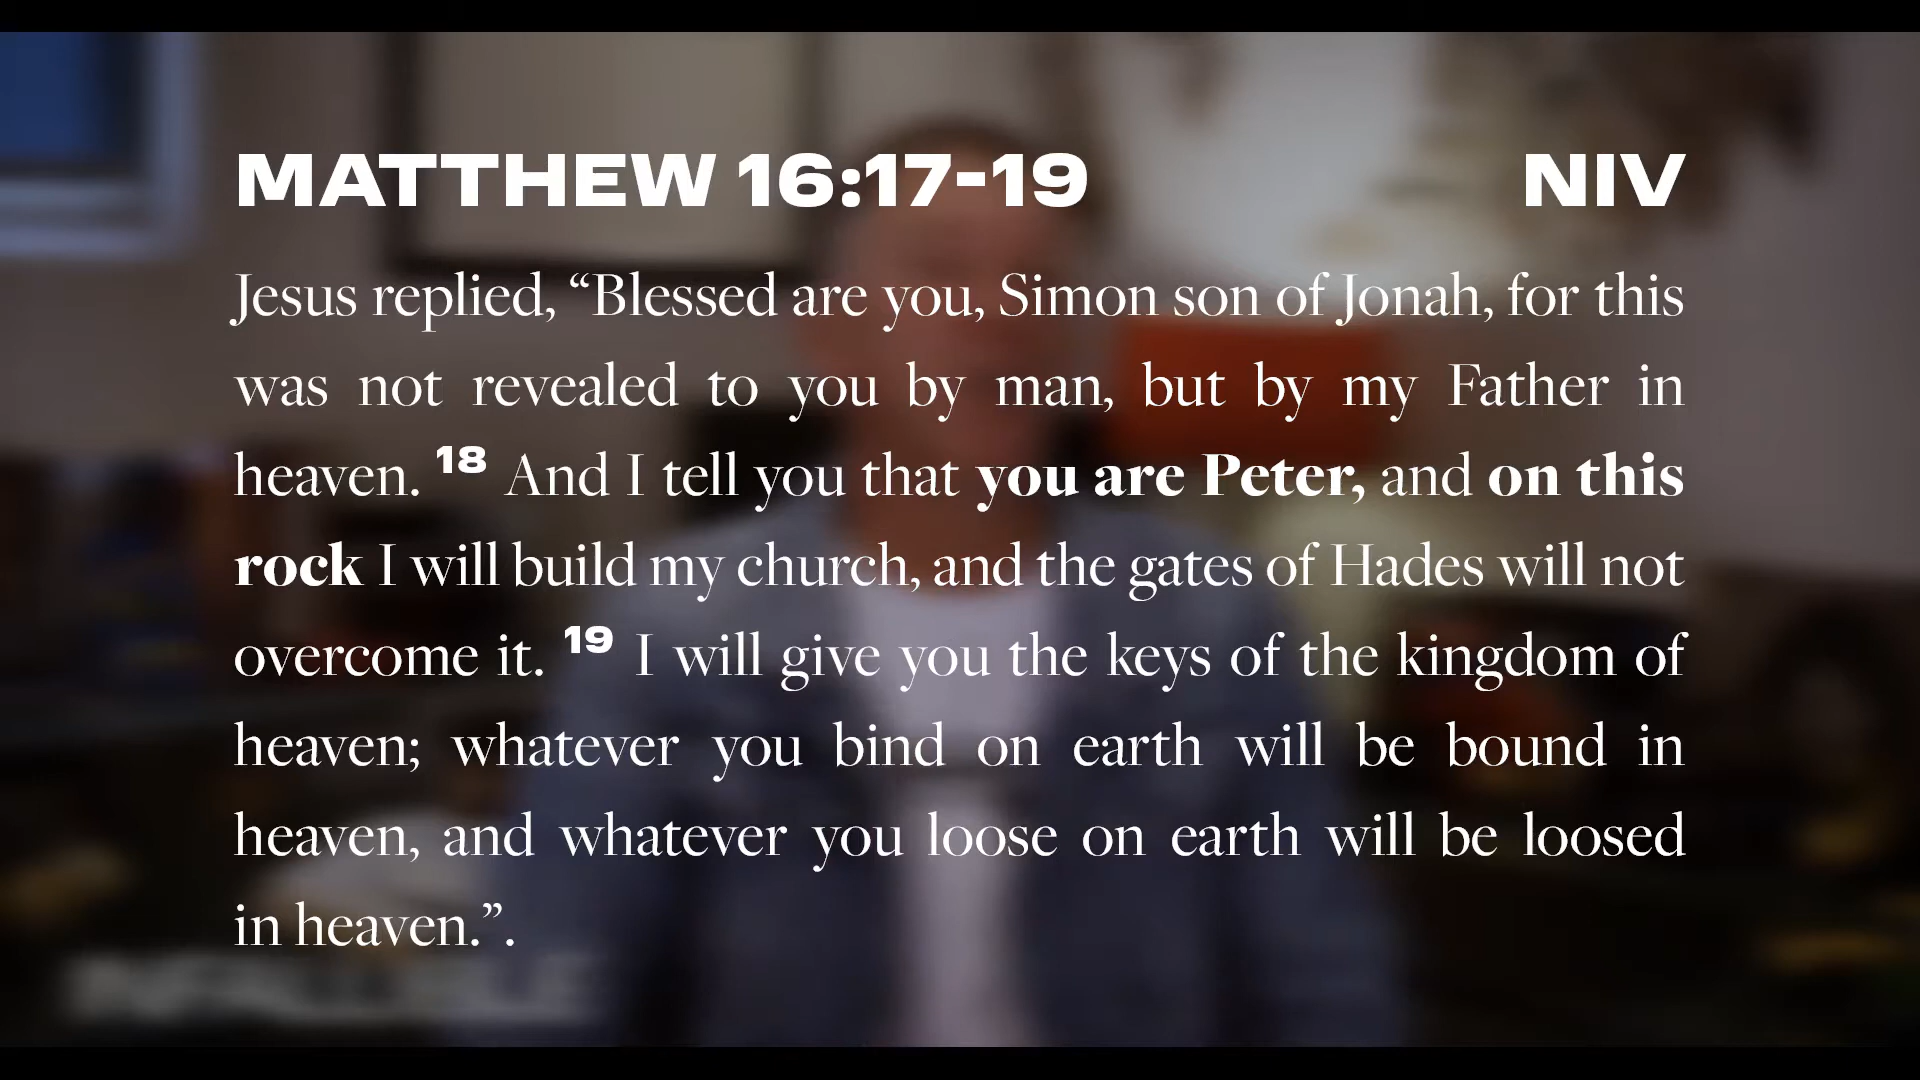 MATTHEW 16:17-19 NIV
Jesus replied, “Blessed are you, Simon son of Jonah, for this
was not revealed to you by man, but by my Father in
heaven. 18 And I tell you that you are Peter, and on this
rock I will build my church, and the gates of Hades will not
overcome it. 19 I will give you the keys of the kingdom of
heaven; whatever you bind on earth will be bound in
heaven, and whatever you loose on earth will be loosed
in heaven.”.